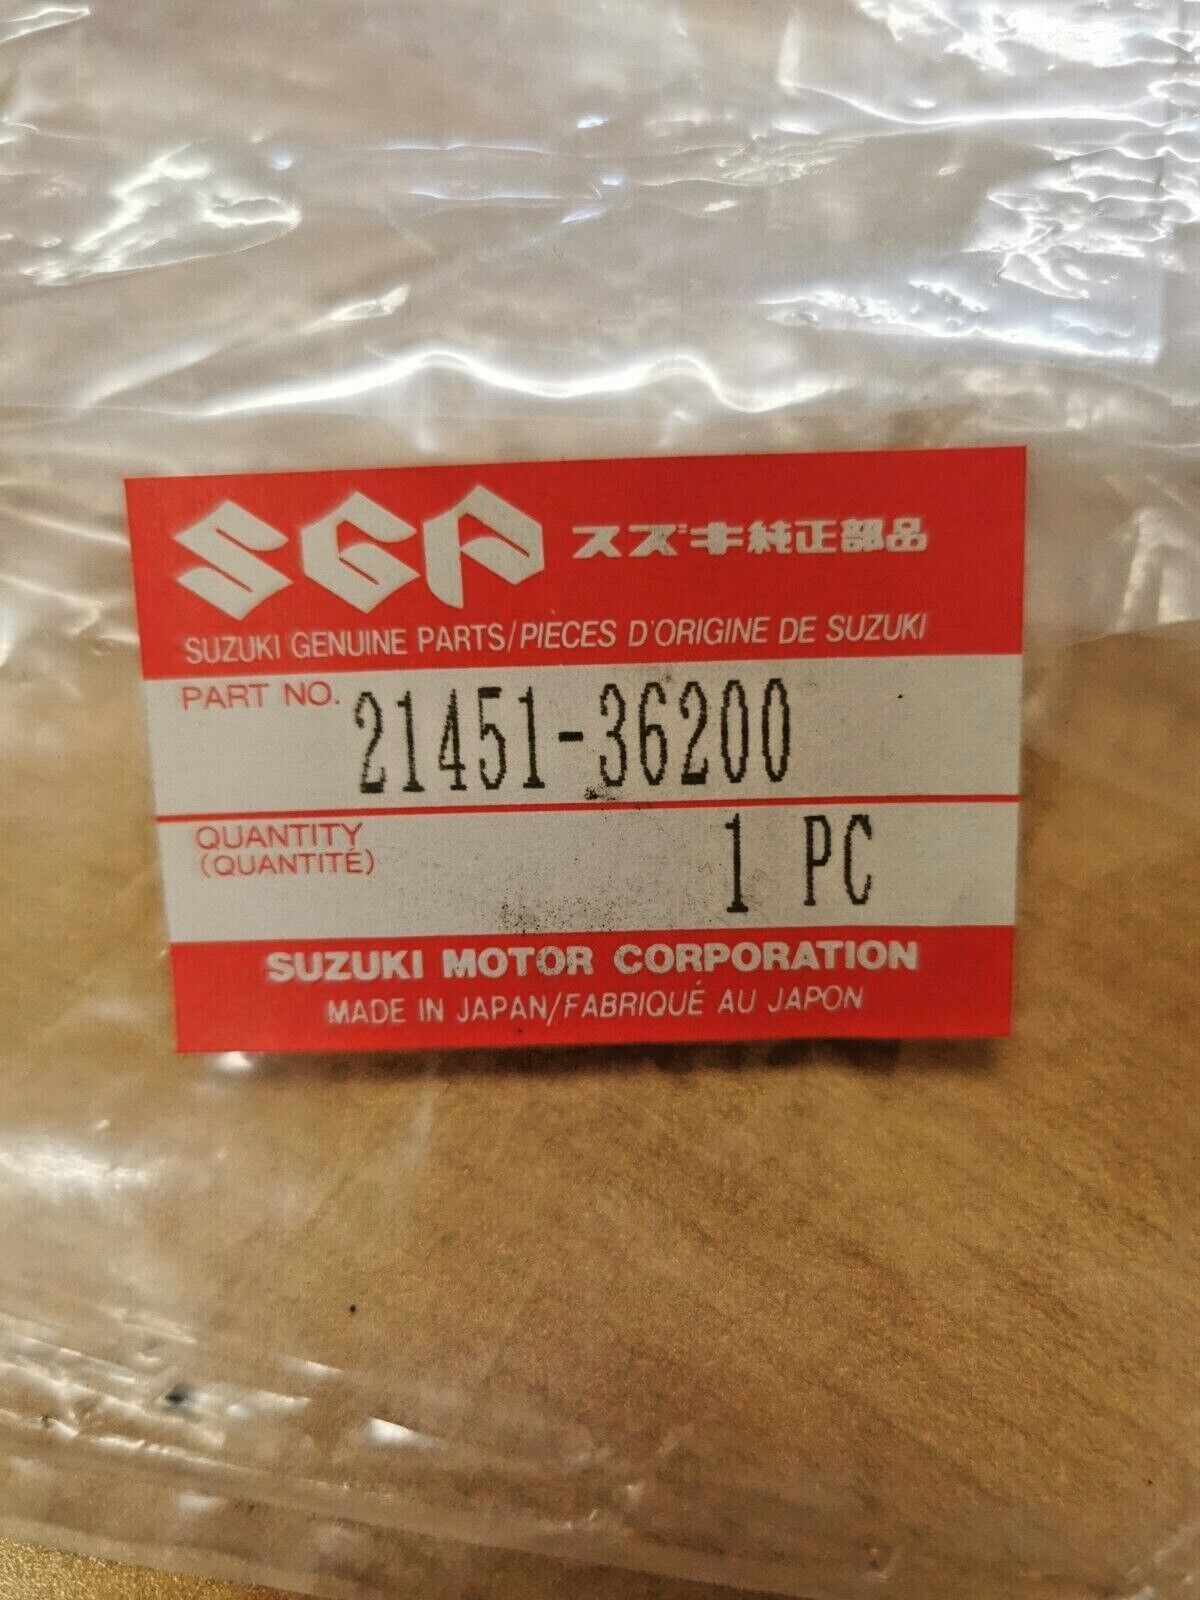 SGP スズキ純正部品
SUZUKI GENUINE PARTS/PIÈCES D'ORIGINE DE SUZUKI
PART NO. 21451-36200
QUANTITY
(QUANTITÉ) 1 PC
SUZUKI MOTOR CORPORATION
MADE IN JAPAN/FABRIQUÉ AU JAPON